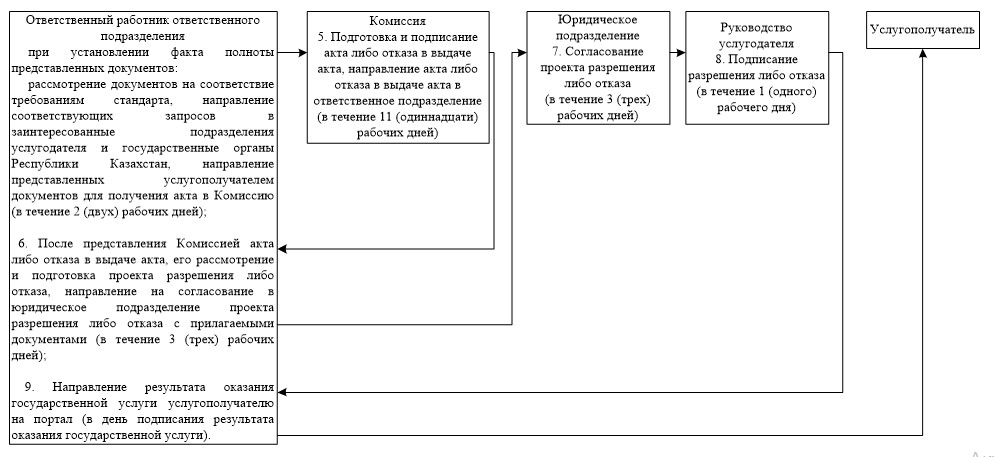 Ответственный работник ответственного
подразделения
при установлении факта полноты
представленных документов:
рассмотрение документов на соответствие
требованиям стандарта, направление
соответствующих запросов в
заинтересованные подразделения
услугодателя и государственные органы
Республики Казахстан, направление
представленных услугополучателем
документов для получения акта в Комиссию
(в течение 2 (двух) рабочих дней);
6. После представления Комиссией акта
либо отказа в выдаче акта, его рассмотрение
и подготовка проекта разрешения либо
отказа, направление на согласование в
юридическое подразделение проекта
разрешения либо отказа с прилагаемыми
документами (в течение 3 (трех) рабочих
дней);
9. Направление результата оказания
государственной услуги услугополучателю
на портал (в день подписания результата
оказания государственной услуги).
Комиссия
5. Подготовка и подписание
акта либо отказа в выдаче
акта, направление акта либо
отказа в выдаче акта в
ответственное подразделение
(в течение 11 (одиннадцати)
рабочих дней)
Юридическое
подразделение
7. Согласование
проекта разрешения
либо отказа
(в течение 3 (трех)
рабочих дней)
Руководство
услугодателя
8. Подписание
разрешения либо отказа
(в течение 1 (одного)
рабочего дня)
Услугополучатель